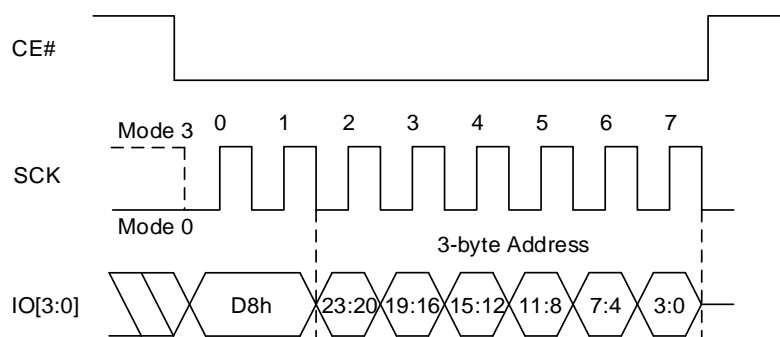 CE#
Mode 3
0 1 2 3 4 5 6 7
SCK
Mode 0
3-byte Address
IO[3:0]
D8h 23:20 19:16 15:12 11:8 7:4 3:0